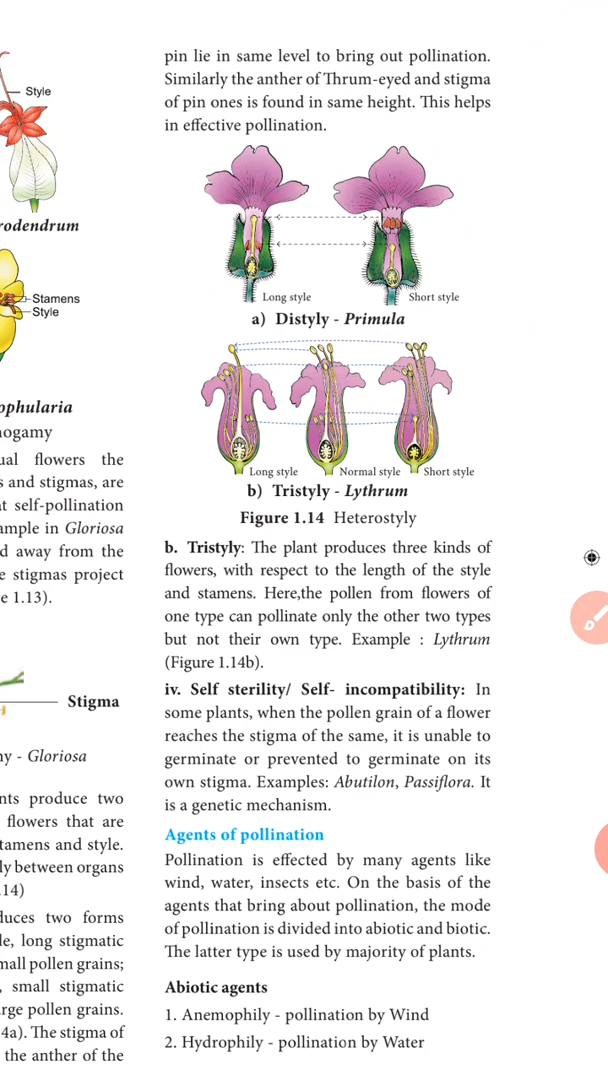 Style
rodendrum
Stamens
Style
ophularia
nogamy
ual flowers the
s and stigmas, are
at self-pollination
ample in Gloriosa
d away from the
e stigmas project
e 1.13).
Stigma
ny - Gloriosa
nts produce two
flowers that are
tamens and style.
ly between organs
.14)
duces two forms
le, long stigmatic
mall pollen grains;
, small stigmatic
arge pollen grains.
4a). The stigma of
the anther of the
pin lie in same level to bring out pollination.
Similarly the anther of Thrum-eyed and stigma
of pin ones is found in same height. This helps
in effective pollination.
Long style Short style
a) Distyly - Primula
Long style Normal style Short style
b) Tristyly - Lythrum
Figure 1.14 Heterostyly
b. Tristyly: The plant produces three kinds of
flowers, with respect to the length of the style
and stamens. Here,the pollen from flowers of
one type can pollinate only the other two types
but not their own type. Example : Lythrum
(Figure 1.14b).
iv. Self sterility/ Self- incompatibility: In
some plants, when the pollen grain of a flower
reaches the stigma of the same, it is unable to
germinate or prevented to germinate on its
own stigma. Examples: Abutilon, Passiflora. It
is a genetic mechanism.
Agents of pollination
Pollination is effected by many agents like
wind, water, insects etc. On the basis of the
agents that bring about pollination, the mode
of pollination is divided into abiotic and biotic.
The latter type is used by majority of plants.
Abiotic agents
1. Anemophily - pollination by Wind
2. Hydrophily - pollination by Water